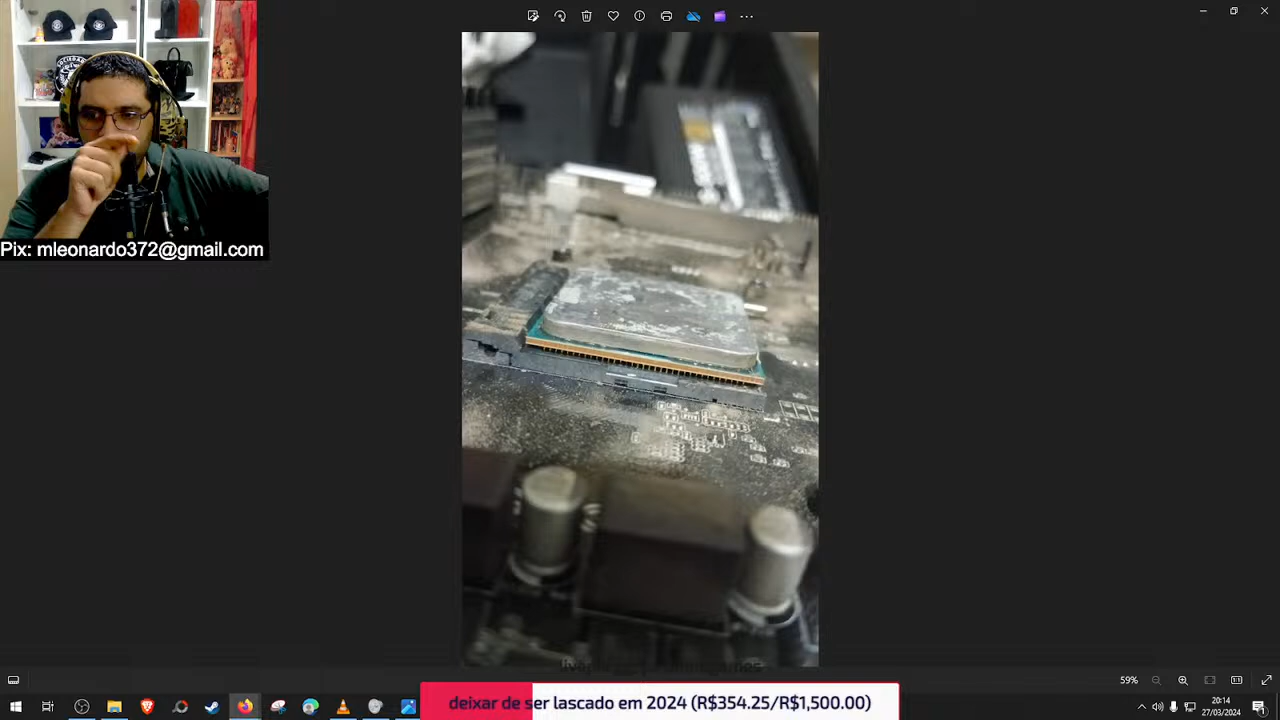 Pix: mleonardo372@gmail.com
59%
deixar de ser lascado em 2024 (R$354.25/R$1,500.00)
20:14
27/03/2024